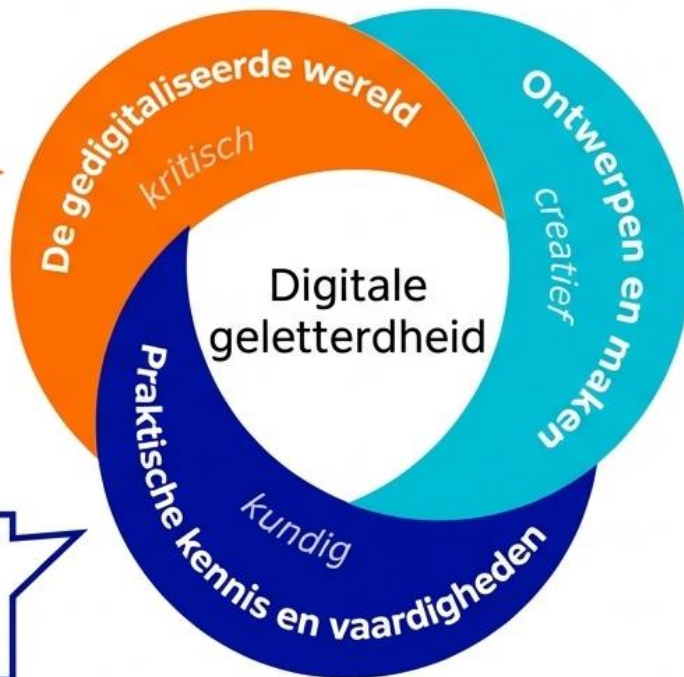 De gedigitaliseerde wereld
kritisch
Ontwerpen en maken
creatief
Digitale
geletterdheid
Praktische kennis en vaardigheden
kundig